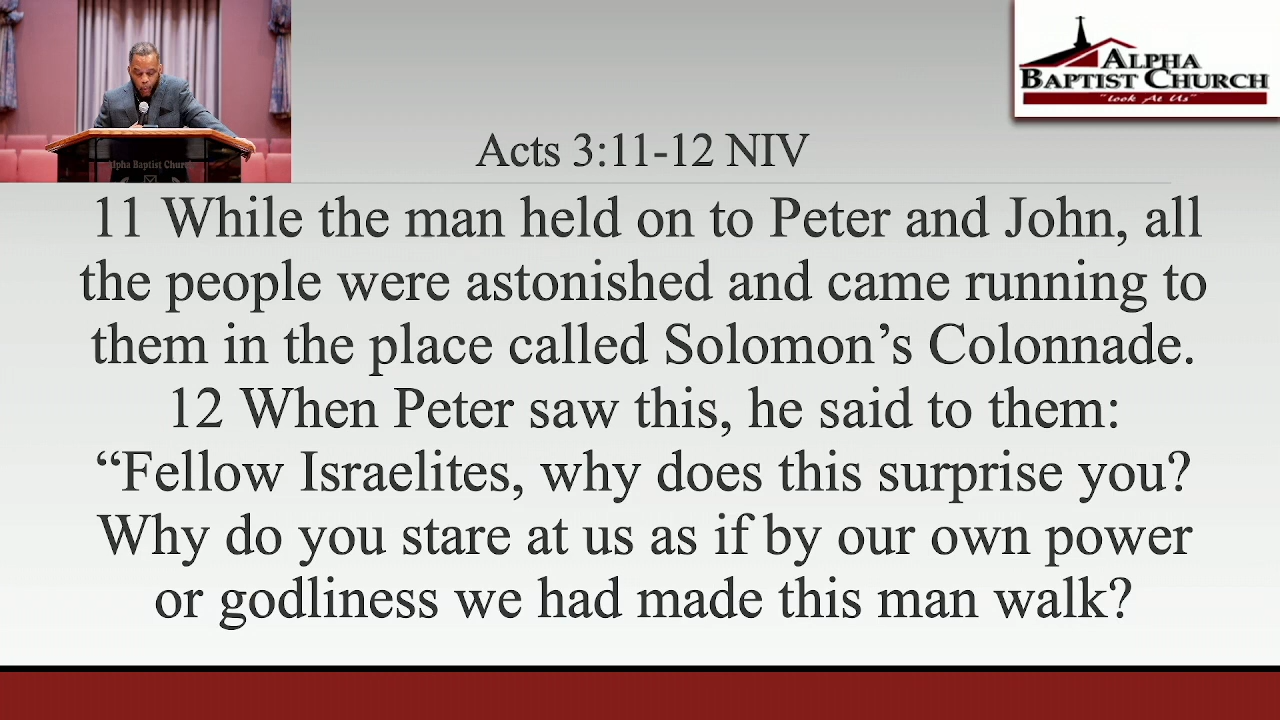 ALPHA
BAPTIST CHURCH
"Look At Us"
Alpha Baptist Church
Acts 3:11-12 NIV
11 While the man held on to Peter and John, all
the people were astonished and came running to
them in the place called Solomon’s Colonnade.
12 When Peter saw this, he said to them:
“Fellow Israelites, why does this surprise you?
Why do you stare at us as if by our own power
or godliness we had made this man walk?